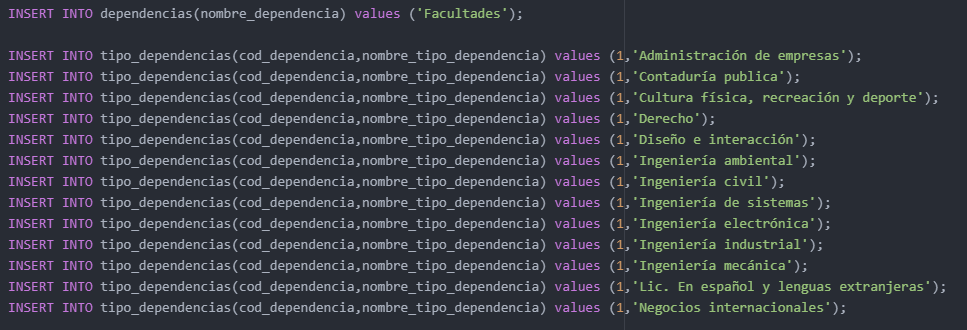 INSERT INTO dependencias(nombre_dependencia) values ('Facultades');
INSERT INTO tipo_dependencias(cod_dependencia,nombre_tipo_dependencia) values (1,'Administración de empresas');
INSERT INTO tipo_dependencias(cod_dependencia,nombre_tipo_dependencia) values (1,'Contaduría publica');
INSERT INTO tipo_dependencias(cod_dependencia,nombre_tipo_dependencia) values (1,'Cultura física, recreación y deporte');
INSERT INTO tipo_dependencias(cod_dependencia,nombre_tipo_dependencia) values (1,'Derecho');
INSERT INTO tipo_dependencias(cod_dependencia,nombre_tipo_dependencia) values (1,'Diseño e interacción');
INSERT INTO tipo_dependencias(cod_dependencia,nombre_tipo_dependencia) values (1,'Ingeniería ambiental');
INSERT INTO tipo_dependencias(cod_dependencia,nombre_tipo_dependencia) values (1,'Ingeniería civil');
INSERT INTO tipo_dependencias(cod_dependencia,nombre_tipo_dependencia) values (1,'Ingeniería de sistemas');
INSERT INTO tipo_dependencias(cod_dependencia,nombre_tipo_dependencia) values (1,'Ingeniería electrónica');
INSERT INTO tipo_dependencias(cod_dependencia,nombre_tipo_dependencia) values (1,'Ingeniería industrial');
INSERT INTO tipo_dependencias(cod_dependencia,nombre_tipo_dependencia) values (1,'Ingeniería mecánica');
INSERT INTO tipo_dependencias(cod_dependencia,nombre_tipo_dependencia) values (1,'Lic. En español y lenguas extranjeras');
INSERT INTO tipo_dependencias(cod_dependencia,nombre_tipo_dependencia) values (1,'Negocios internacionales');